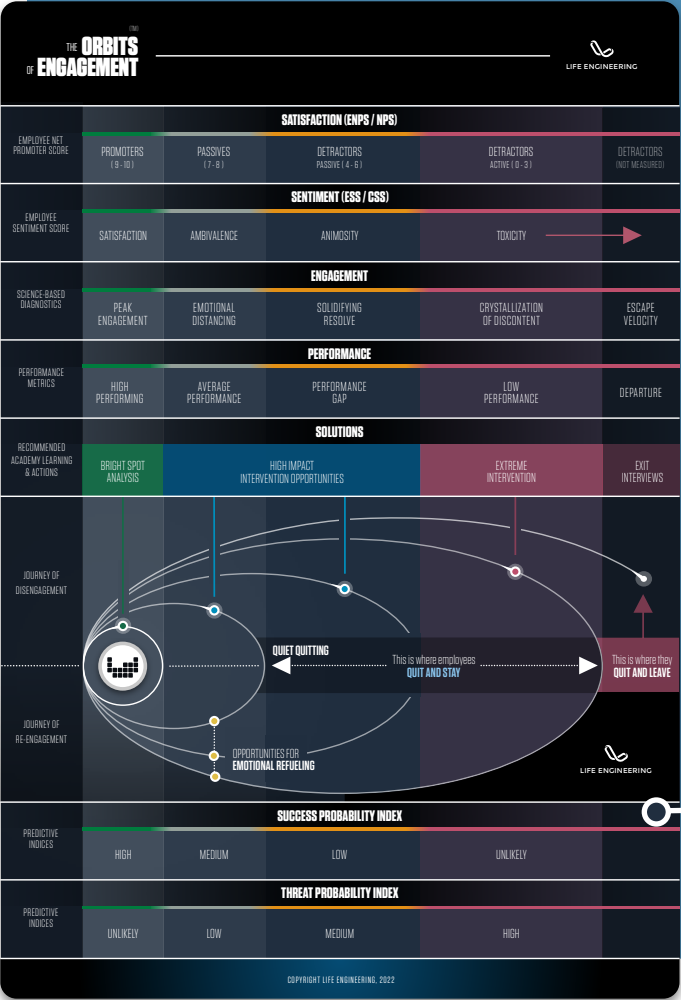 (TM)
THE ORBITS
OF ENGAGEMENT
LIFE ENGINEERING
SATISFACTION (ENPS / NPS)
EMPLOYEE NET
PROMOTER SCORE
PROMOTERS
( 9 - 10 )
PASSIVES
( 7 - 8 )
DETRACTORS
PASSIVE ( 4 - 6 )
DETRACTORS
ACTIVE ( 0 - 3 )
DETRACTORS
(NOT MEASURED)
SENTIMENT (ESS / CSS)
EMPLOYEE
SENTIMENT SCORE
SATISFACTION
AMBIVALENCE
ANIMOSITY
TOXICITY
ENGAGEMENT
SCIENCE-BASED
DIAGNOSTICS
PEAK
ENGAGEMENT
EMOTIONAL
DISTANCING
SOLIDIFYING
RESOLVE
CRYSTALLIZATION
OF DISCONTENT
ESCAPE
VELOCITY
PERFORMANCE
PERFORMANCE
METRICS
HIGH
PERFORMING
AVERAGE
PERFORMANCE
PERFORMANCE
GAP
LOW
PERFORMANCE
DEPARTURE
SOLUTIONS
RECOMMENDED
ACADEMY LEARNING
& ACTIONS
BRIGHT SPOT
ANALYSIS
HIGH IMPACT
INTERVENTION OPPORTUNITIES
EXTREME
INTERVENTION
EXIT
INTERVIEWS
JOURNEY OF
DISENGAGEMENT
QUIET QUITTING
This is where employees
QUIT AND STAY
This is where they
QUIT AND LEAVE
JOURNEY OF
RE-ENGAGEMENT
OPPORTUNITIES FOR
EMOTIONAL REFUELING
LIFE ENGINEERING
SUCCESS PROBABILITY INDEX
PREDICTIVE
INDICES
HIGH
MEDIUM
LOW
UNLIKELY
THREAT PROBABILITY INDEX
PREDICTIVE
INDICES
UNLIKELY
LOW
MEDIUM
HIGH
COPYRIGHT LIFE ENGINEERING, 2022